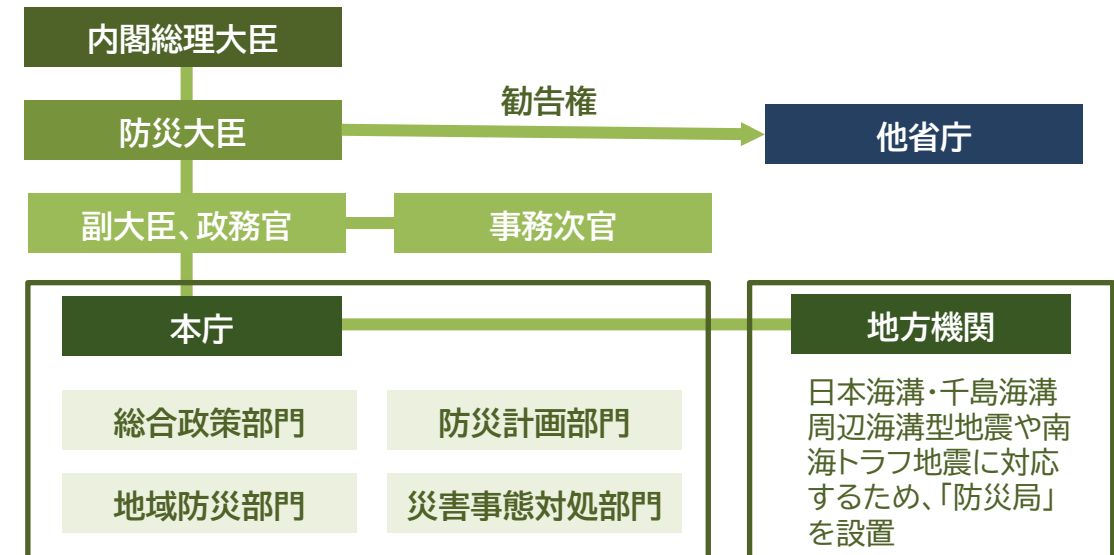 内閣総理大臣
防災大臣
勧告権
他省庁
副大臣、政務官
事務次官
本庁
地方機関
総合政策部門
防災計画部門
地域防災部門
災害事態対処部門
日本海溝・千島海溝
周辺海溝型地震や南
海トラフ地震に対応
するため、「防災局」
を設置